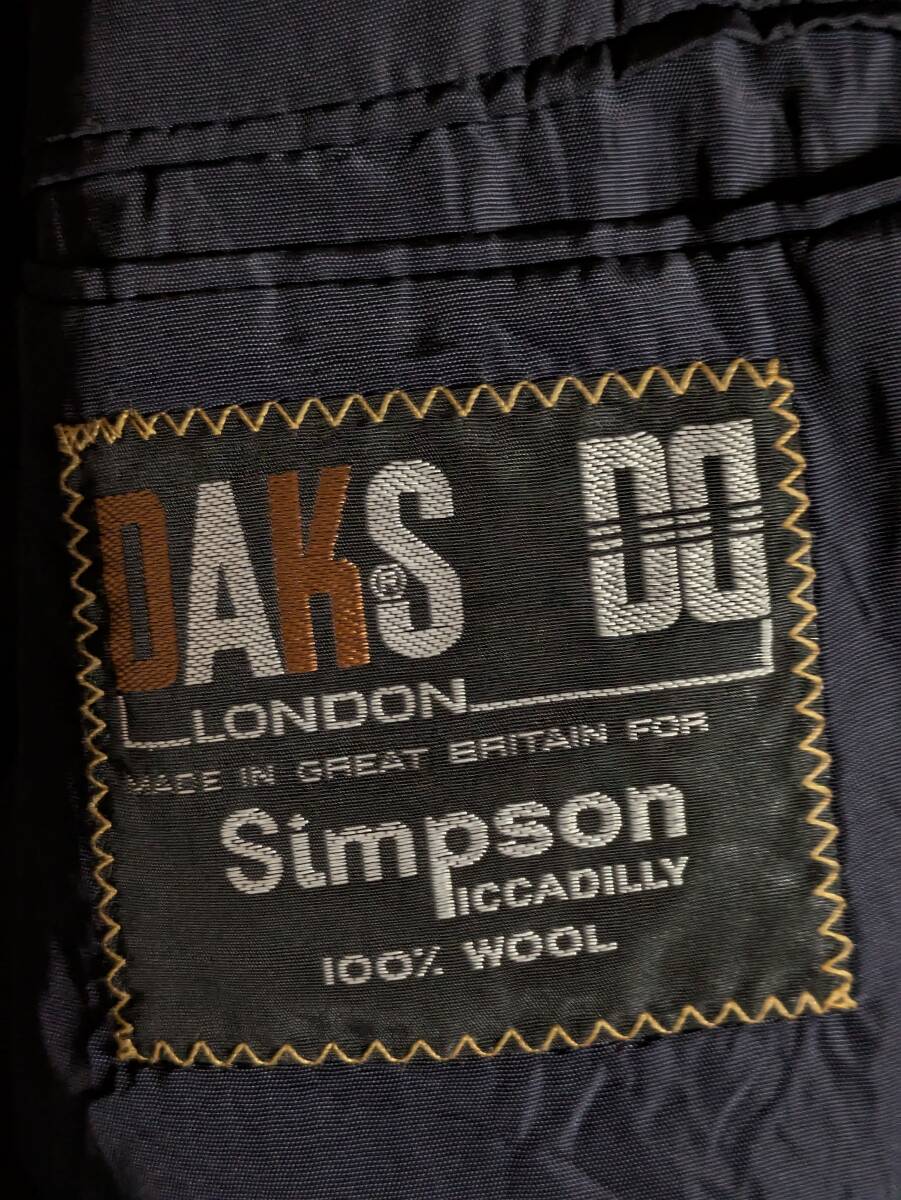 DAKS® DD
LONDON
MADE IN GREAT BRITAIN FOR
Simpson
PICCADILLY
100% WOOL